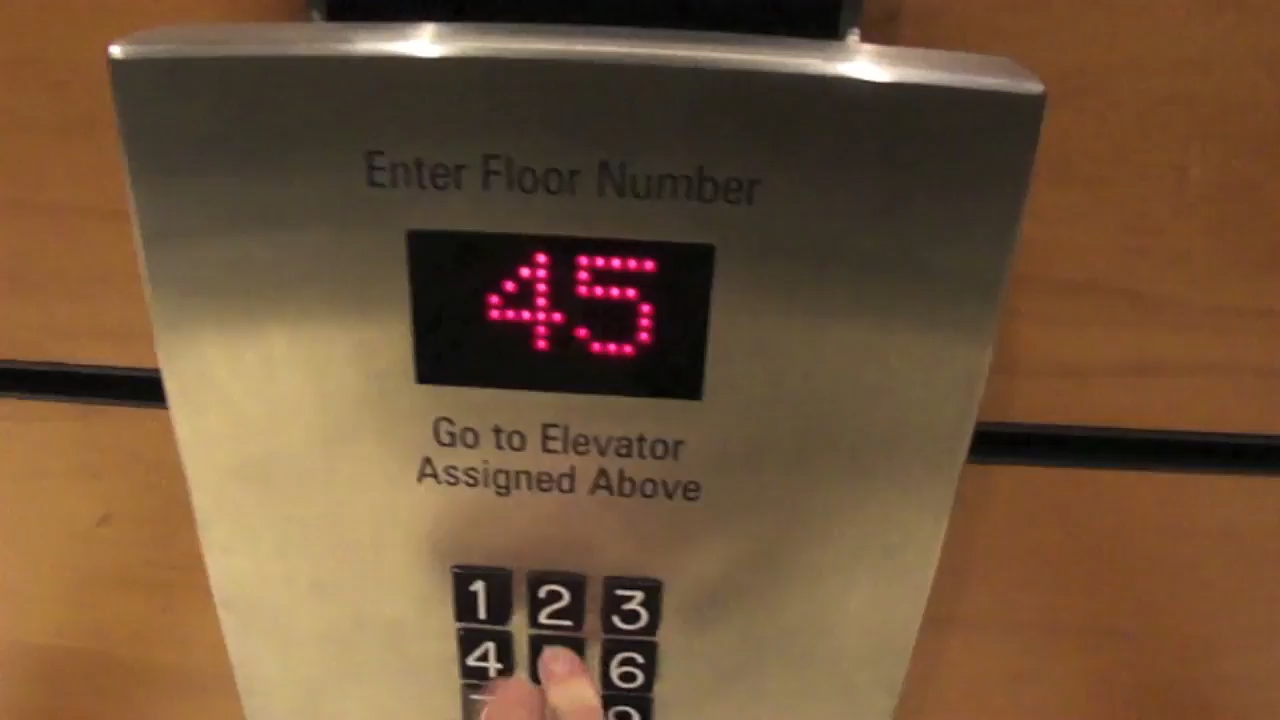 Enter Floor Number
45
Go to Elevator
Assigned Above
1 2 3
4 6